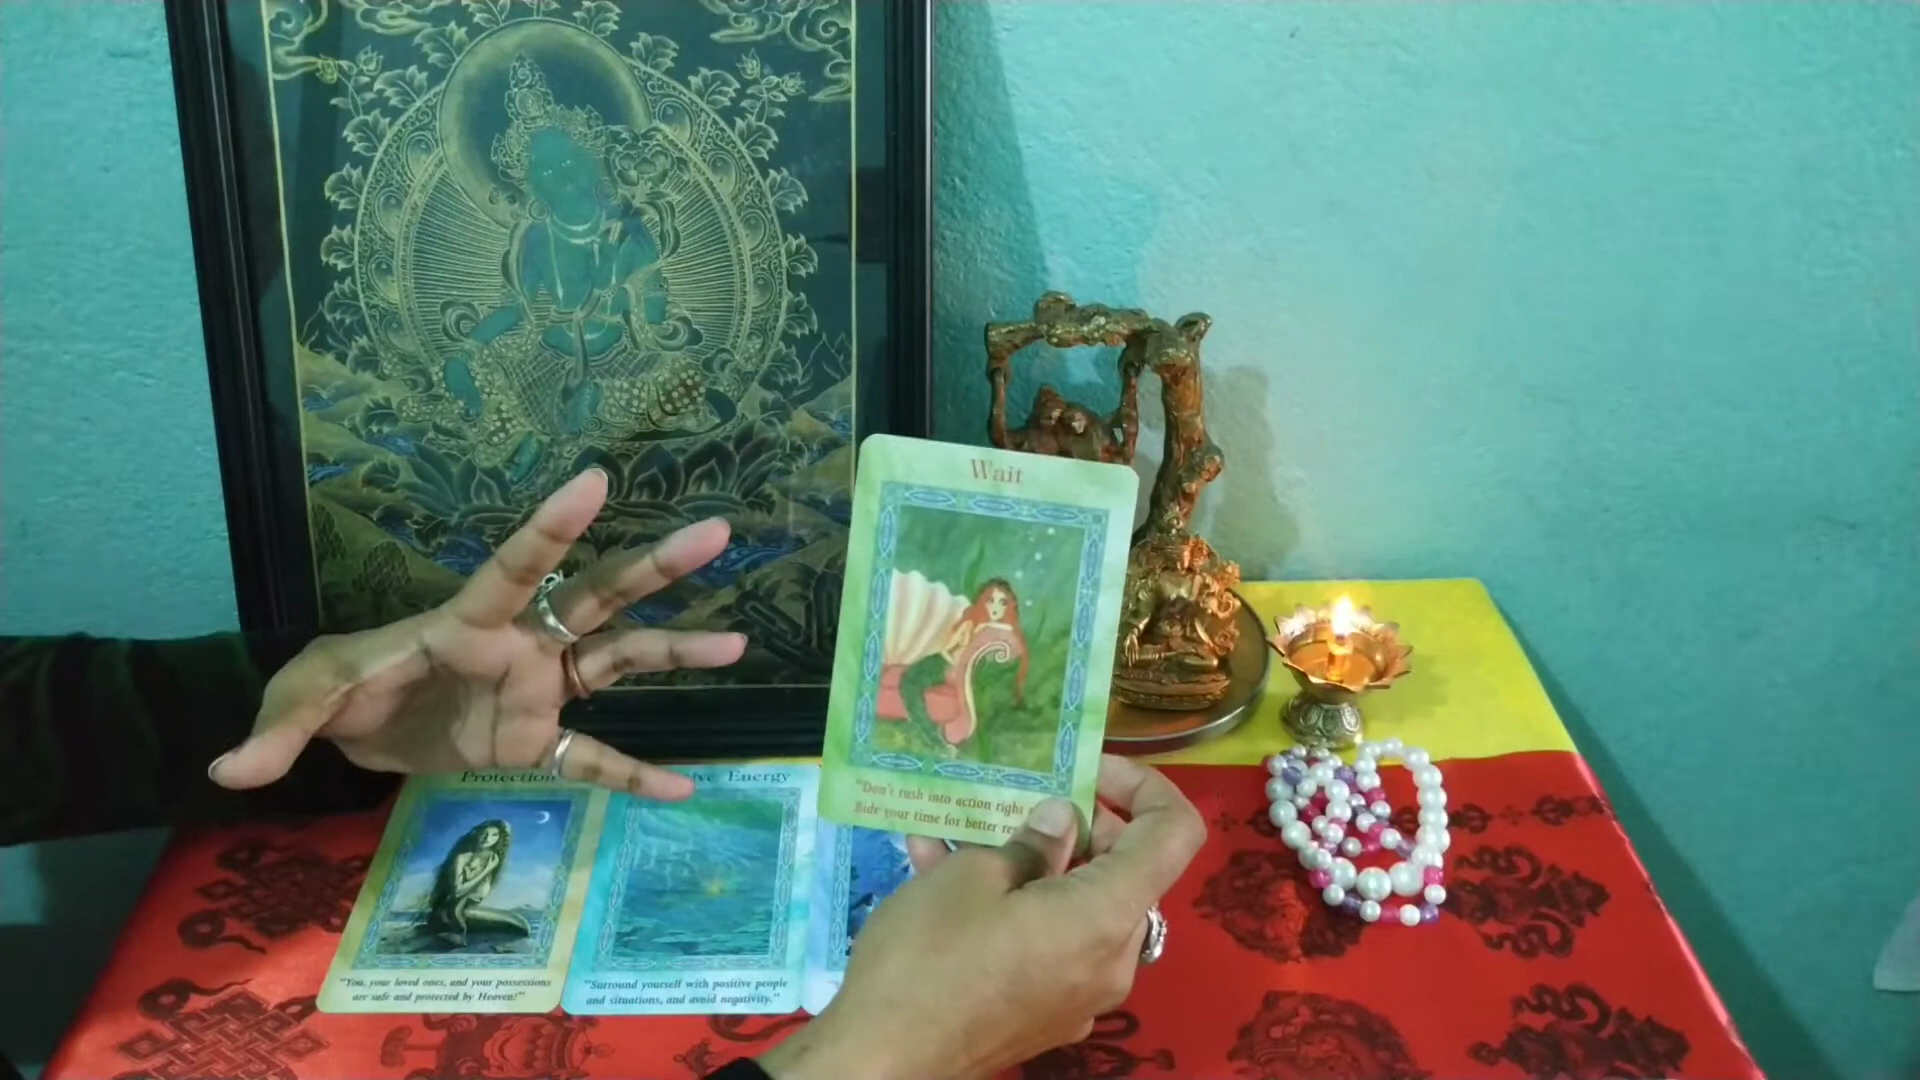 Wait
"Don't rush into action right
Bide your time for better
Protection
Energy
"You, your loved ones, and your possessions
are safe and protected by Heaven!"
"Surround yourself with positive people
and situations, and avoid negativity."